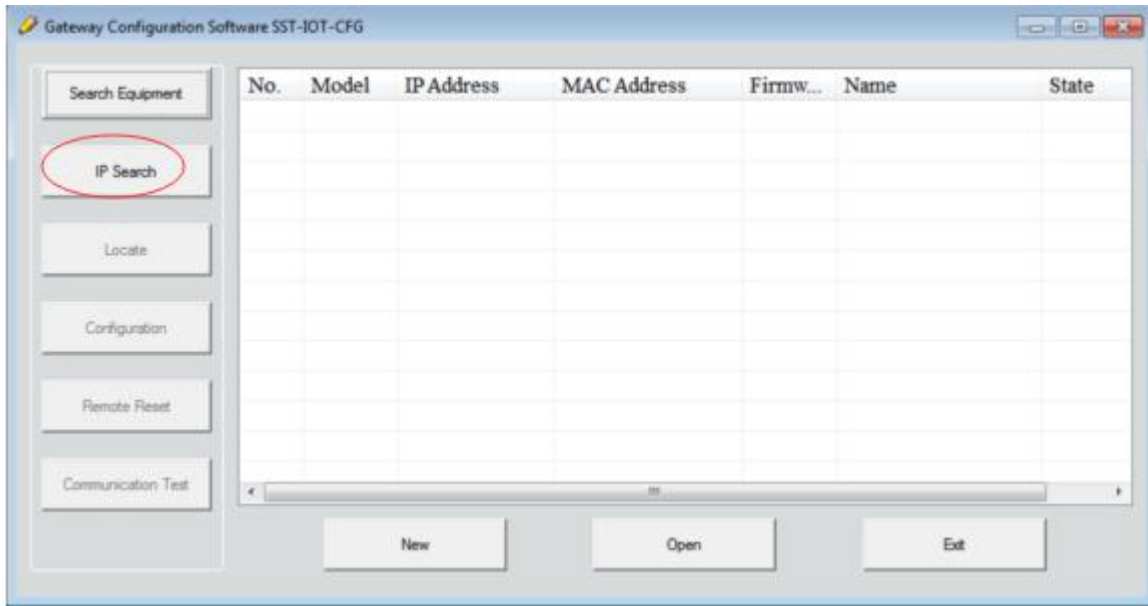 Gateway Configuration Software SST-IOT-CFG
Search Equipment
IP Search
Locate
Configuration
Remote Reset
Communication Test
No. Model IP Address MAC Address Firmw... Name State
New Open Exit